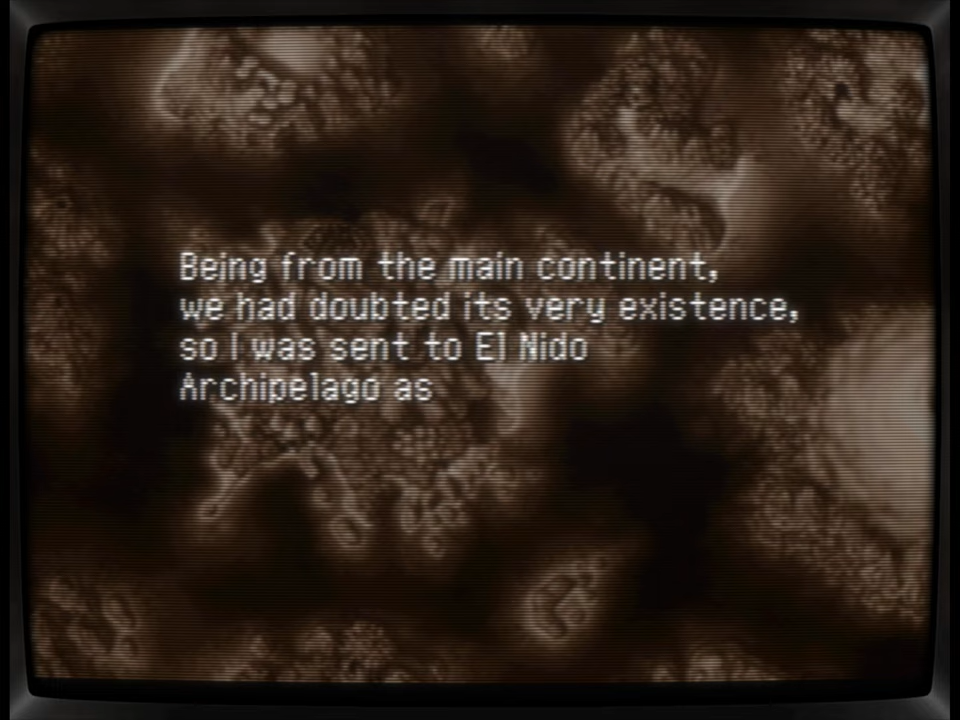 Being from the main continent,
we had doubted its very existence,
so I was sent to El Nido
Archipelago as